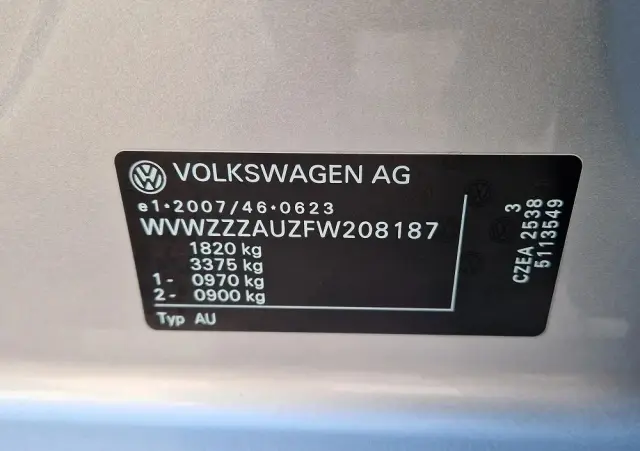 VOLKSWAGEN AG
e1*2007/46*0623
WVWZZZAUZFW208187
1820 kg
3375 kg
1- 0970 kg
2- 0900 kg
Typ AU
3
CZEA 2538
5113549